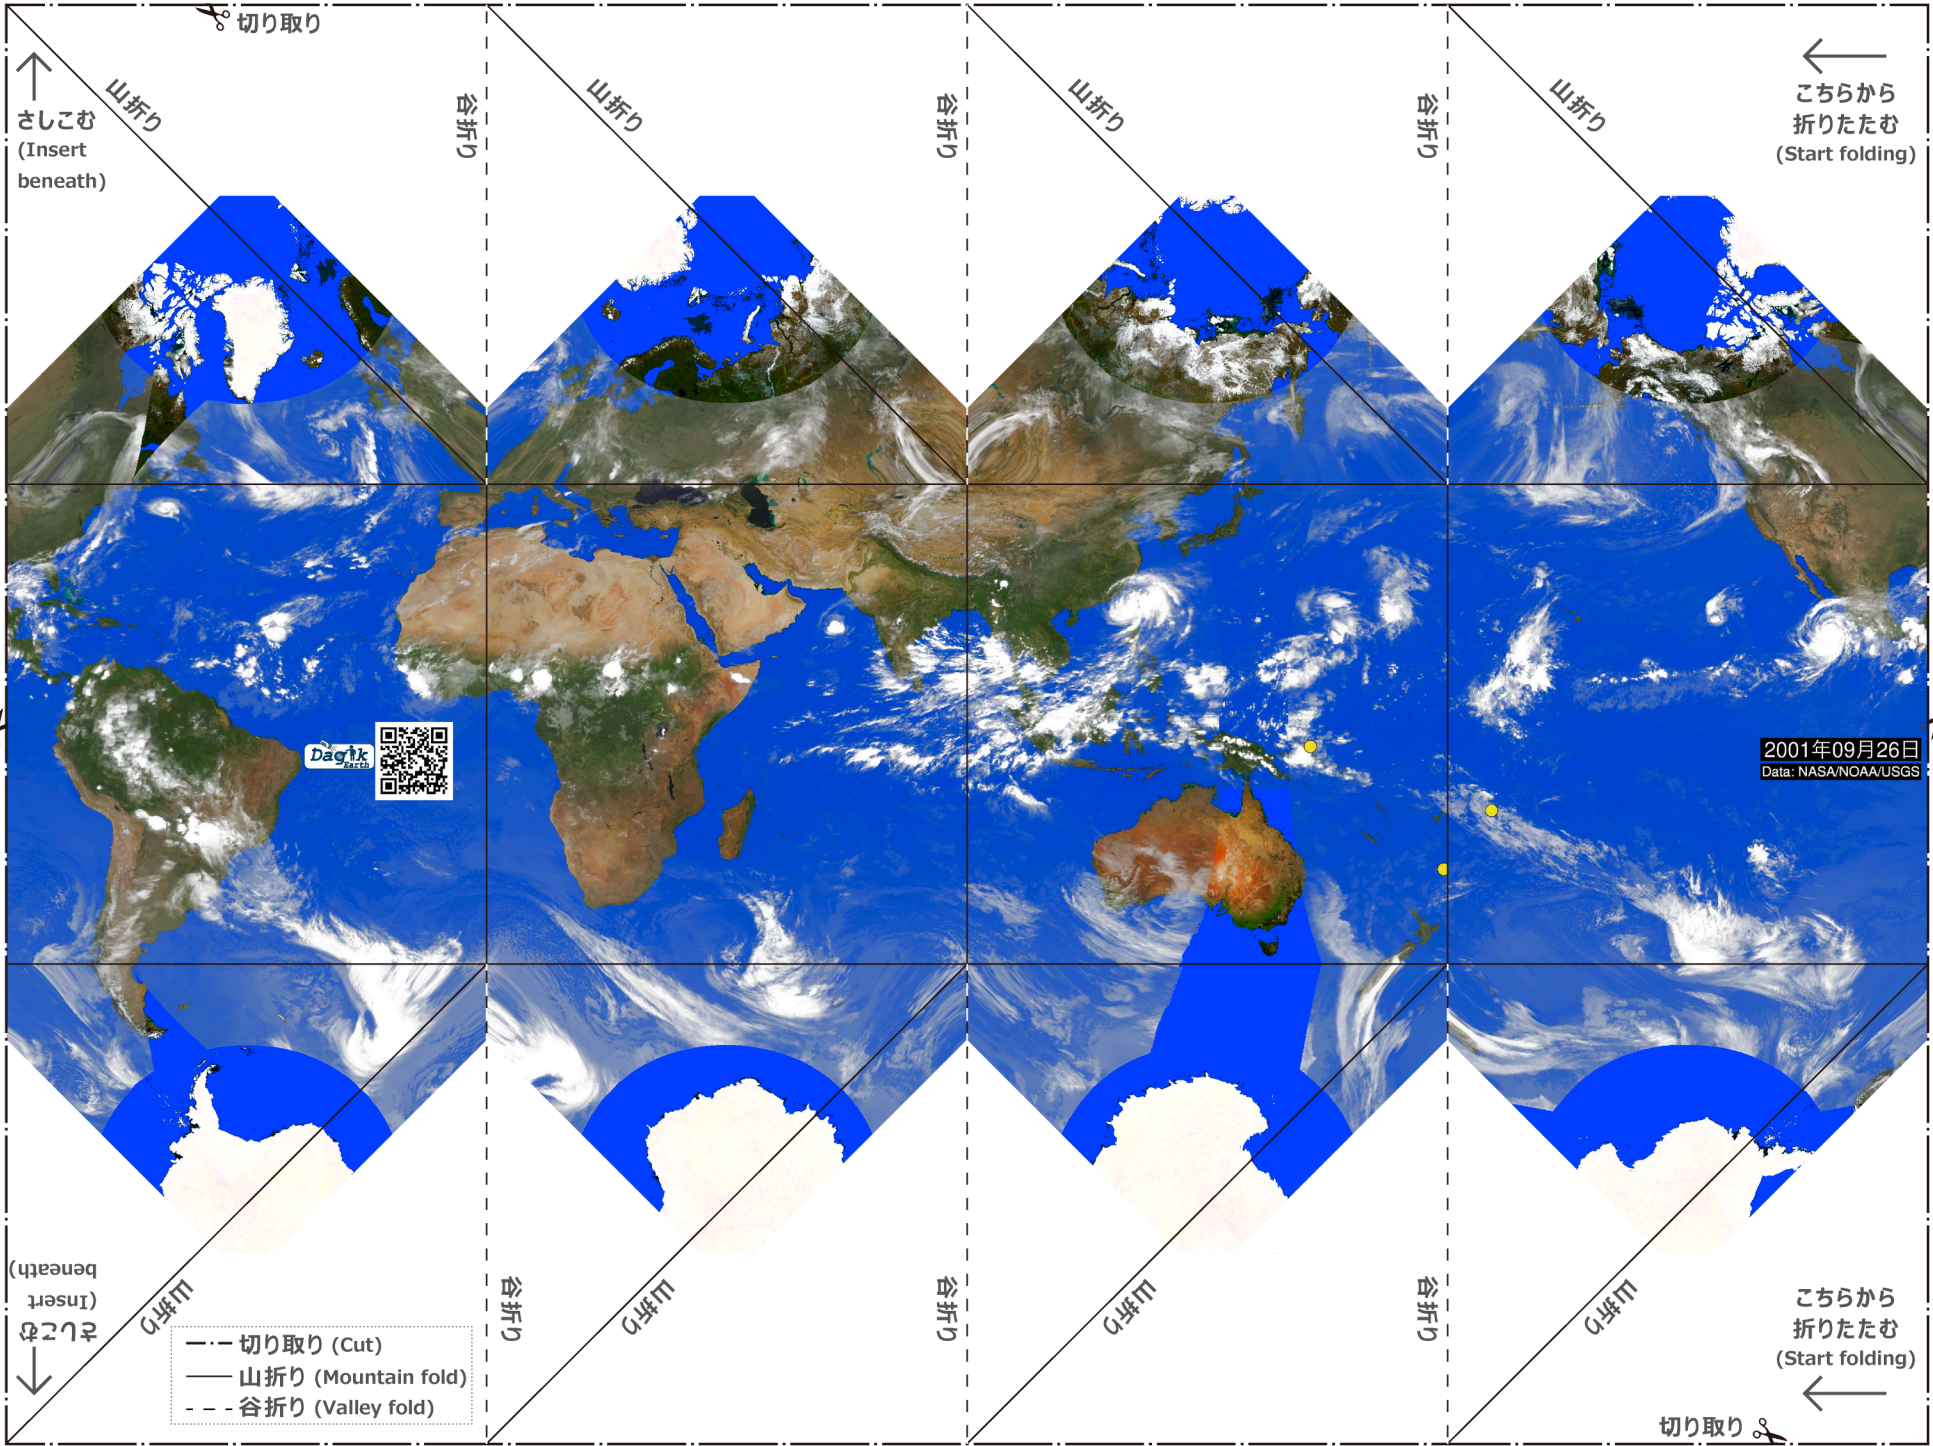 切り取り
さしこむ
(Insert
beneath)
山折り
谷折り
山折り
谷折り
山折り
谷折り
山折り
こちらから
折りたたむ
(Start folding)
Dagik
Earth
2001年09月26日
Data: NASA/NOAA/USGS
さしこむ
(Insert
beneath)
山折り
谷折り
山折り
谷折り
山折り
谷折り
山折り
こちらから
折りたたむ
(Start folding)
切り取り (Cut)
山折り (Mountain fold)
谷折り (Valley fold)
切り取り